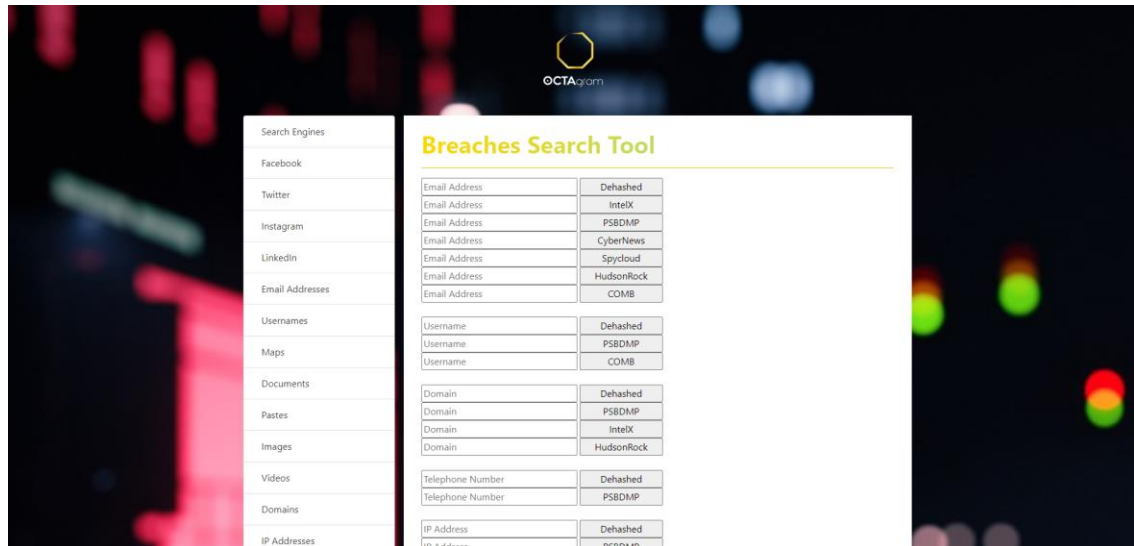 OCTAgram
Search Engines
Facebook
Twitter
Instagram
LinkedIn
Email Addresses
Usernames
Maps
Documents
Pastes
Images
Videos
Domains
IP Addresses
Breaches Search Tool
Email Address Dehashed
Email Address IntelX
Email Address PSBDMP
Email Address CyberNews
Email Address Spycloud
Email Address HudsonRock
Email Address COMB
Username Dehashed
Username PSBDMP
Username COMB
Domain Dehashed
Domain PSBDMP
Domain IntelX
Domain HudsonRock
Telephone Number Dehashed
Telephone Number PSBDMP
IP Address Dehashed
IP Address PSBDMP